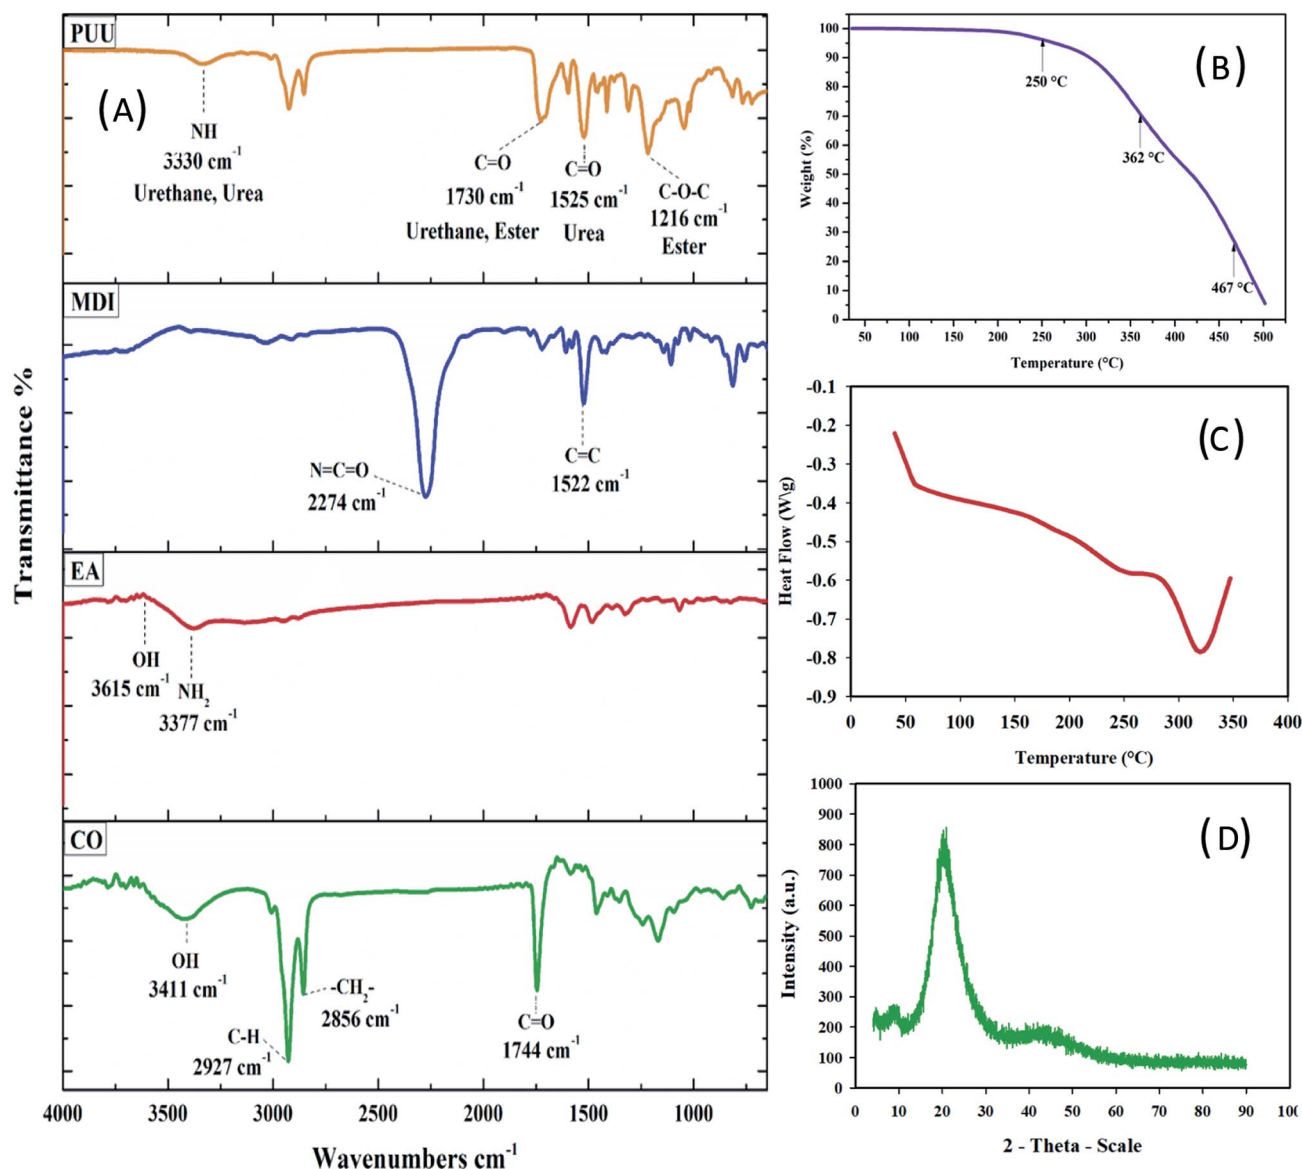 PUU
(A)
NH
3330 cm⁻¹
Urethane, Urea
C=O
1730 cm⁻¹
Urethane, Ester
C=O
1525 cm⁻¹
Urea
C-O-C
1216 cm⁻¹
Ester
MDI
N=C=O
2274 cm⁻¹
C=C
1522 cm⁻¹
EA
OH
3615 cm⁻¹
NH₂
3377 cm⁻¹
CO
OH
3411 cm⁻¹
C-H
2927 cm⁻¹
-CH₂-
2856 cm⁻¹
C=O
1744 cm⁻¹
4000 3500 3000 2500 2000 1500 1000
Wavenumbers cm⁻¹
Transmittance %
(B)
100
90
80
70
60
50
40
30
20
10
0
250 °C
362 °C
467 °C
50 100 150 200 250 300 350 400 450 500
Temperature (°C)
Weight (%)
(C)
-0.1
-0.2
-0.3
-0.4
-0.5
-0.6
-0.7
-0.8
-0.9
0 50 100 150 200 250 300 350 400
Temperature (°C)
Heat Flow (W\g)
(D)
1000
900
800
700
600
500
400
300
200
100
0
0 10 20 30 40 50 60 70 80 90 100
2 - Theta - Scale
Intensity (a.u.)